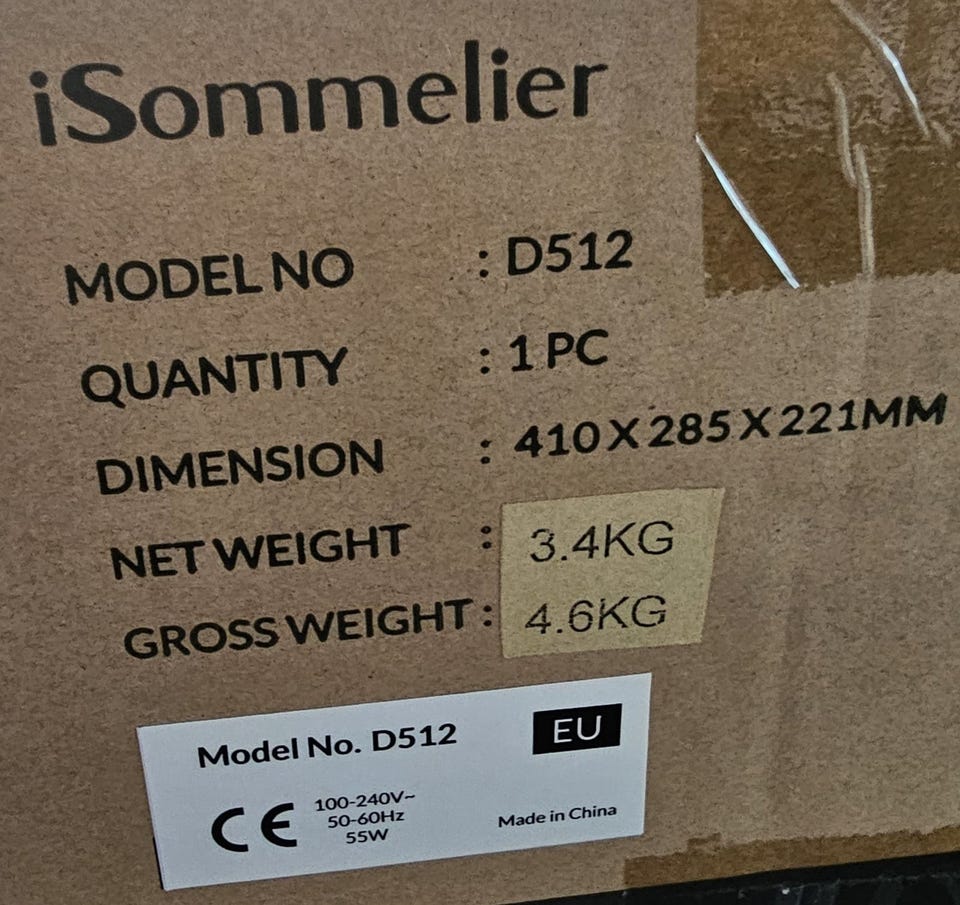 iSommelier
MODEL NO : D512
QUANTITY : 1 PC
DIMENSION : 410 X 285 X 221MM
NET WEIGHT : 3.4KG
GROSS WEIGHT : 4.6KG
Model No. D512 EU
CE 100-240V~
50-60Hz
55W
Made in China